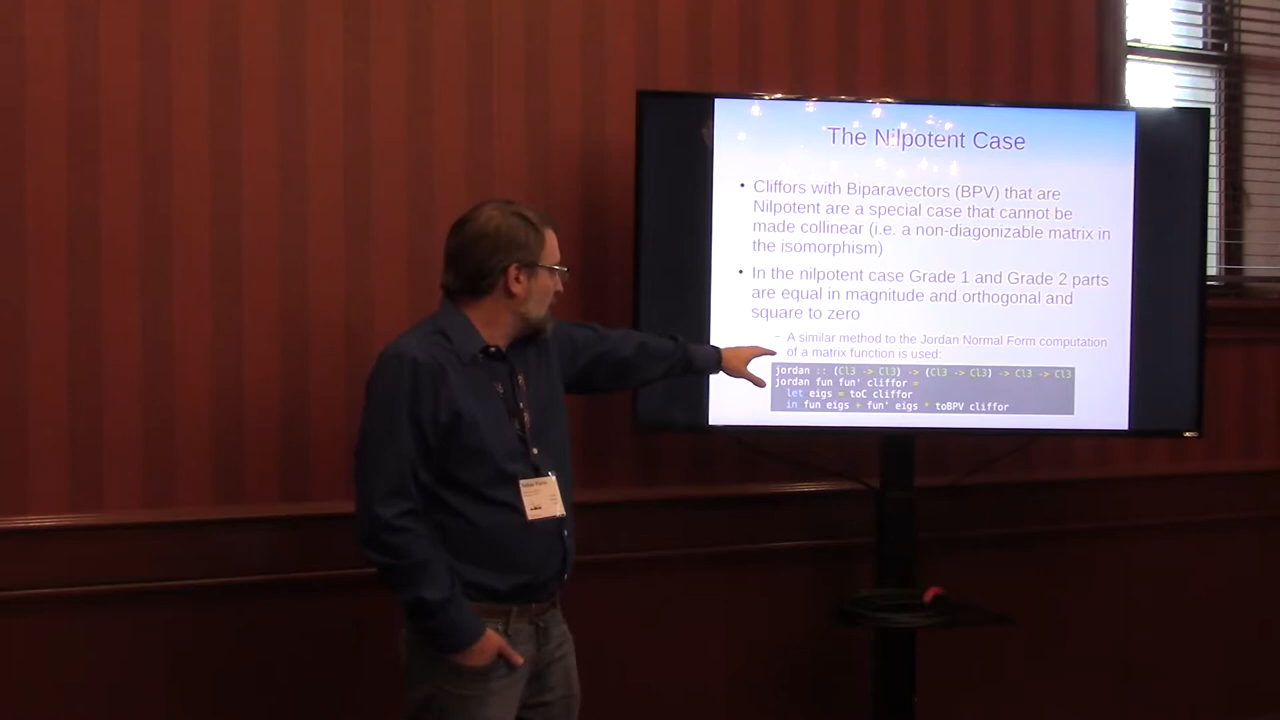 The Nilpotent Case
• Cliffors with Biparavectors (BPV) that are
Nilpotent are a special case that cannot be
made collinear (i.e. a non-diagonizable matrix in
the isomorphism)
• In the nilpotent case Grade 1 and Grade 2 parts
are equal in magnitude and orthogonal and
square to zero
– A similar method to the Jordan Normal Form computation
of a matrix function is used:
jordan :: (Cl3 -> Cl3) -> (Cl3 -> Cl3) -> Cl3 -> Cl3
jordan fun fun' cliffor =
let eigs = toC cliffor
in fun eigs + fun' eigs * toBPV cliffor